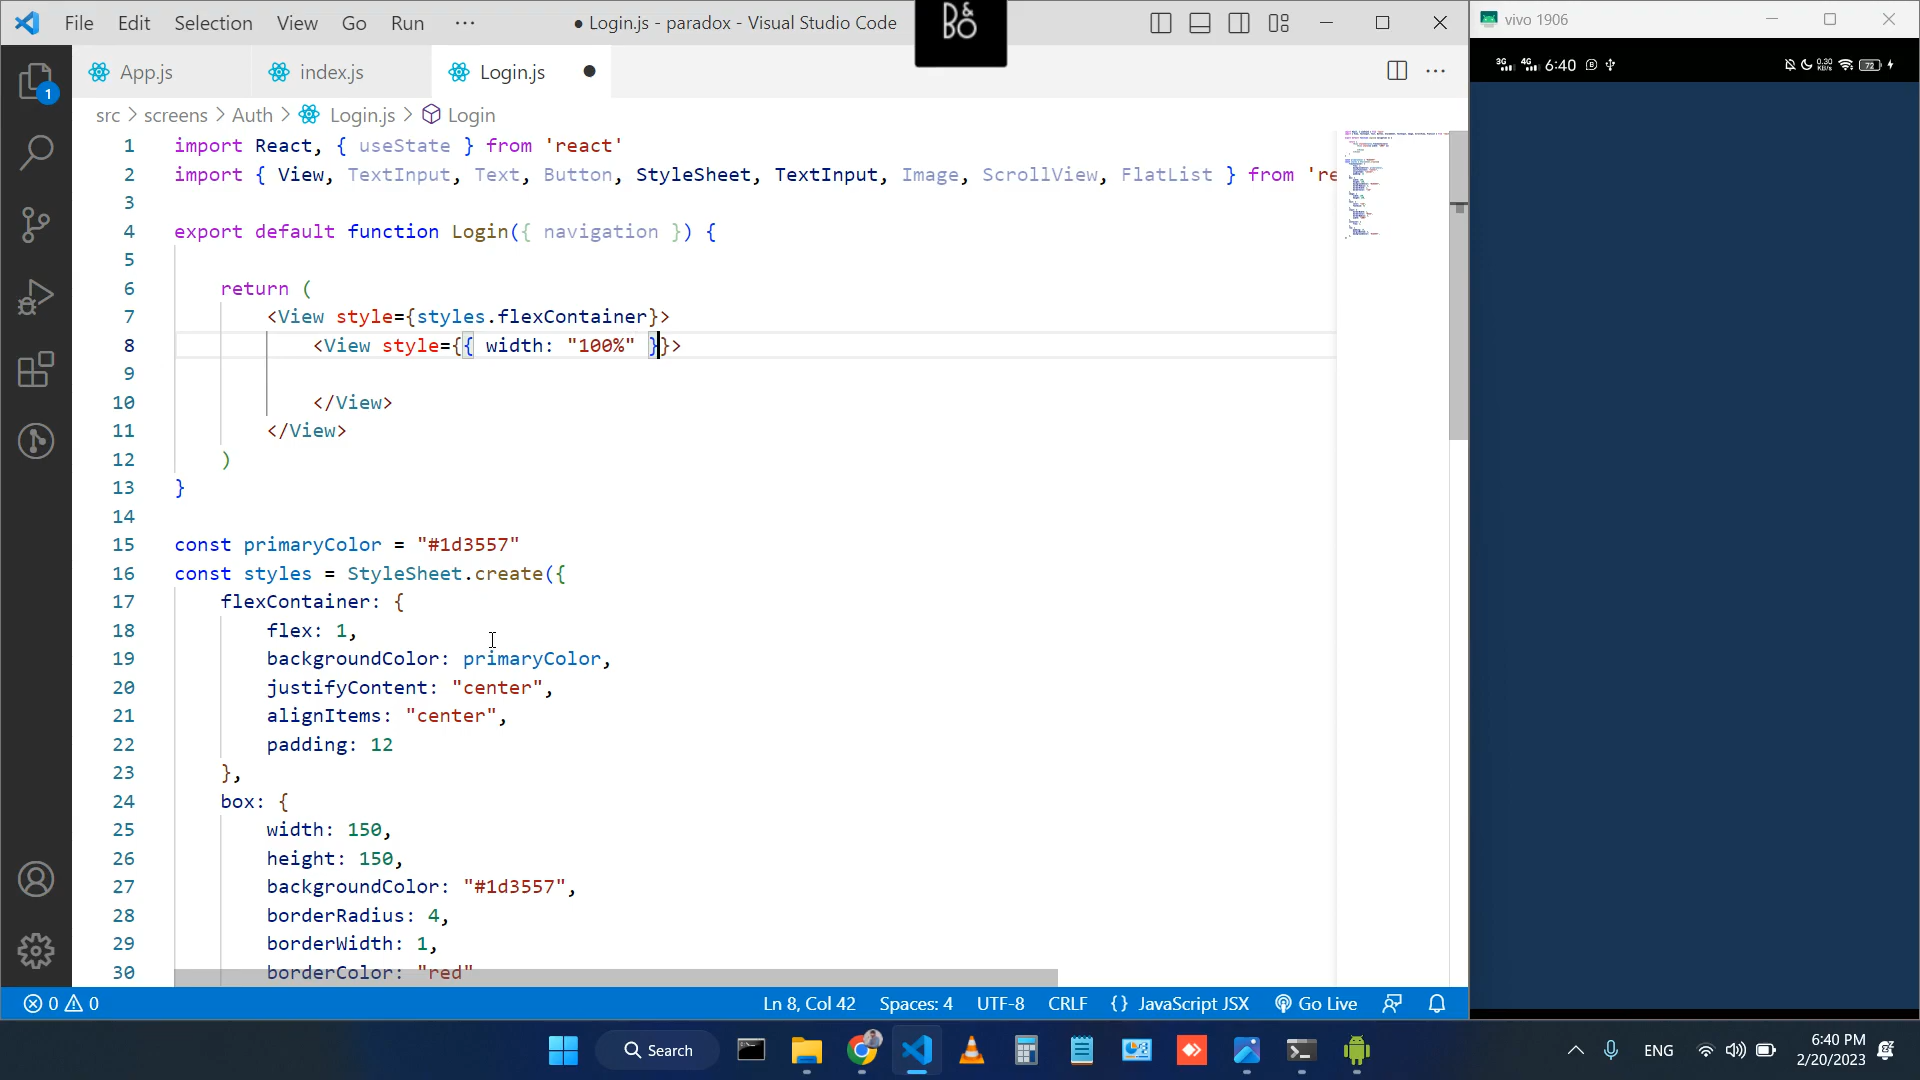 File Edit Selection View Go Run ··· ● Login.js - paradox - Visual Studio Code
B&O
vivo 1906
App.js index.js Login.js ●
3G 4G 6:40 0.30 KB/s 72
1
src > screens > Auth > Login.js > Login
1 import React, { useState } from 'react'
2 import { View, TextInput, Text, Button, StyleSheet, TextInput, Image, ScrollView, FlatList } from 're
3
4 export default function Login({ navigation }) {
5
6 return (
7 <View style={styles.flexContainer}>
8 <View style={{ width: "100%" }}>
9
10 </View>
11 </View>
12 )
13 }
14
15 const primaryColor = "#1d3557"
16 const styles = StyleSheet.create({
17 flexContainer: {
18 flex: 1,
19 backgroundColor: primaryColor,
20 justifyContent: "center",
21 alignItems: "center",
22 padding: 12
23 },
24 box: {
25 width: 150,
26 height: 150,
27 backgroundColor: "#1d3557",
28 borderRadius: 4,
29 borderWidth: 1,
30 borderColor: "red"
0 0 Ln 8, Col 42 Spaces: 4 UTF-8 CRLF {} JavaScript JSX Go Live
Search ENG 6:40 PM
2/20/2023